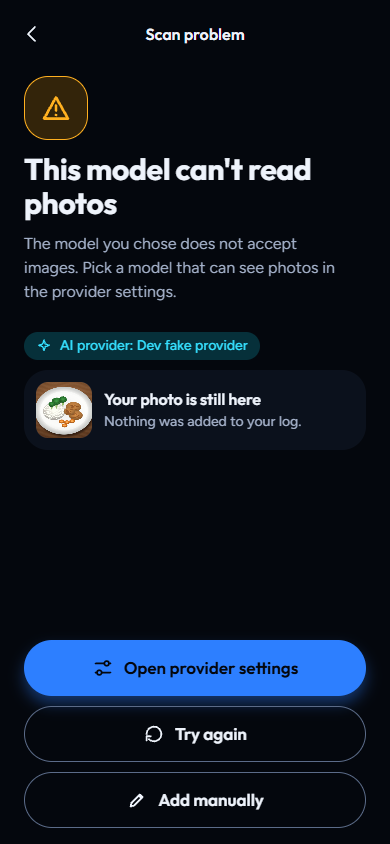 Scan problem
This model can't read
photos
The model you chose does not accept
images. Pick a model that can see photos in
the provider settings.
AI provider: Dev fake provider
Your photo is still here
Nothing was added to your log.
Open provider settings
Try again
Add manually